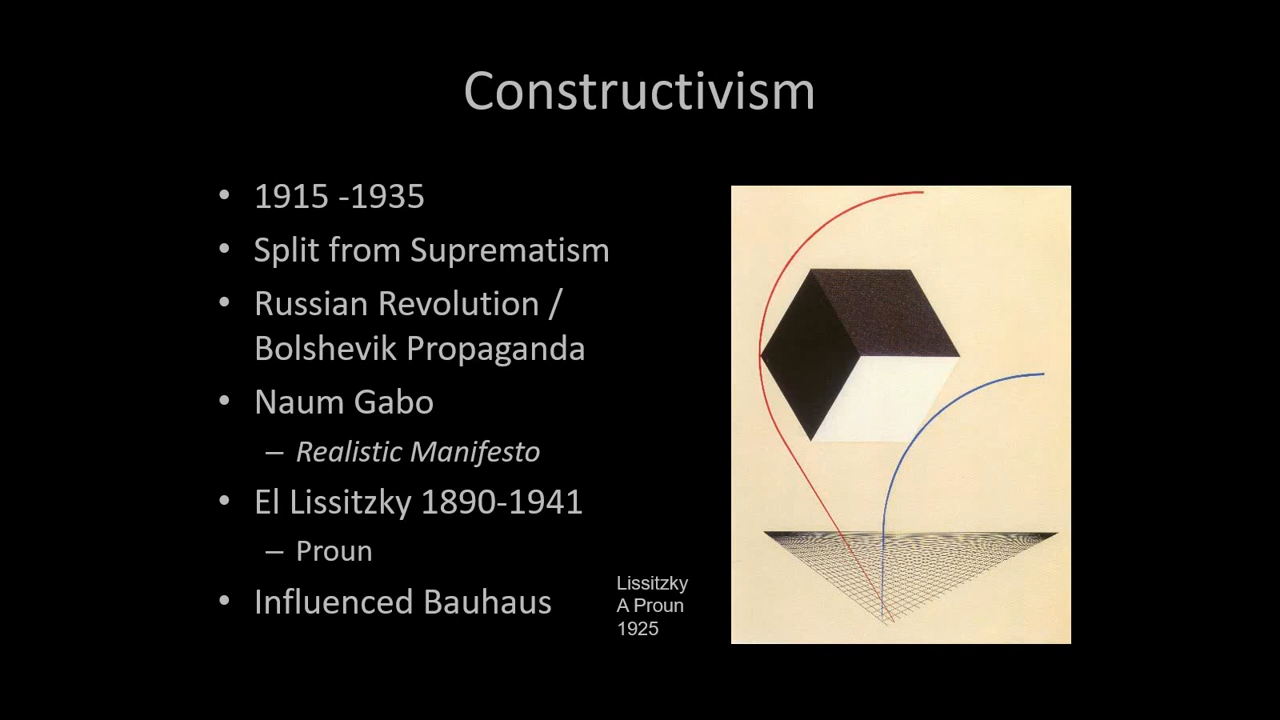 Constructivism
• 1915 -1935
• Split from Suprematism
• Russian Revolution /
Bolshevik Propaganda
• Naum Gabo
– Realistic Manifesto
• El Lissitzky 1890-1941
– Proun
• Influenced Bauhaus
Lissitzky
A Proun
1925